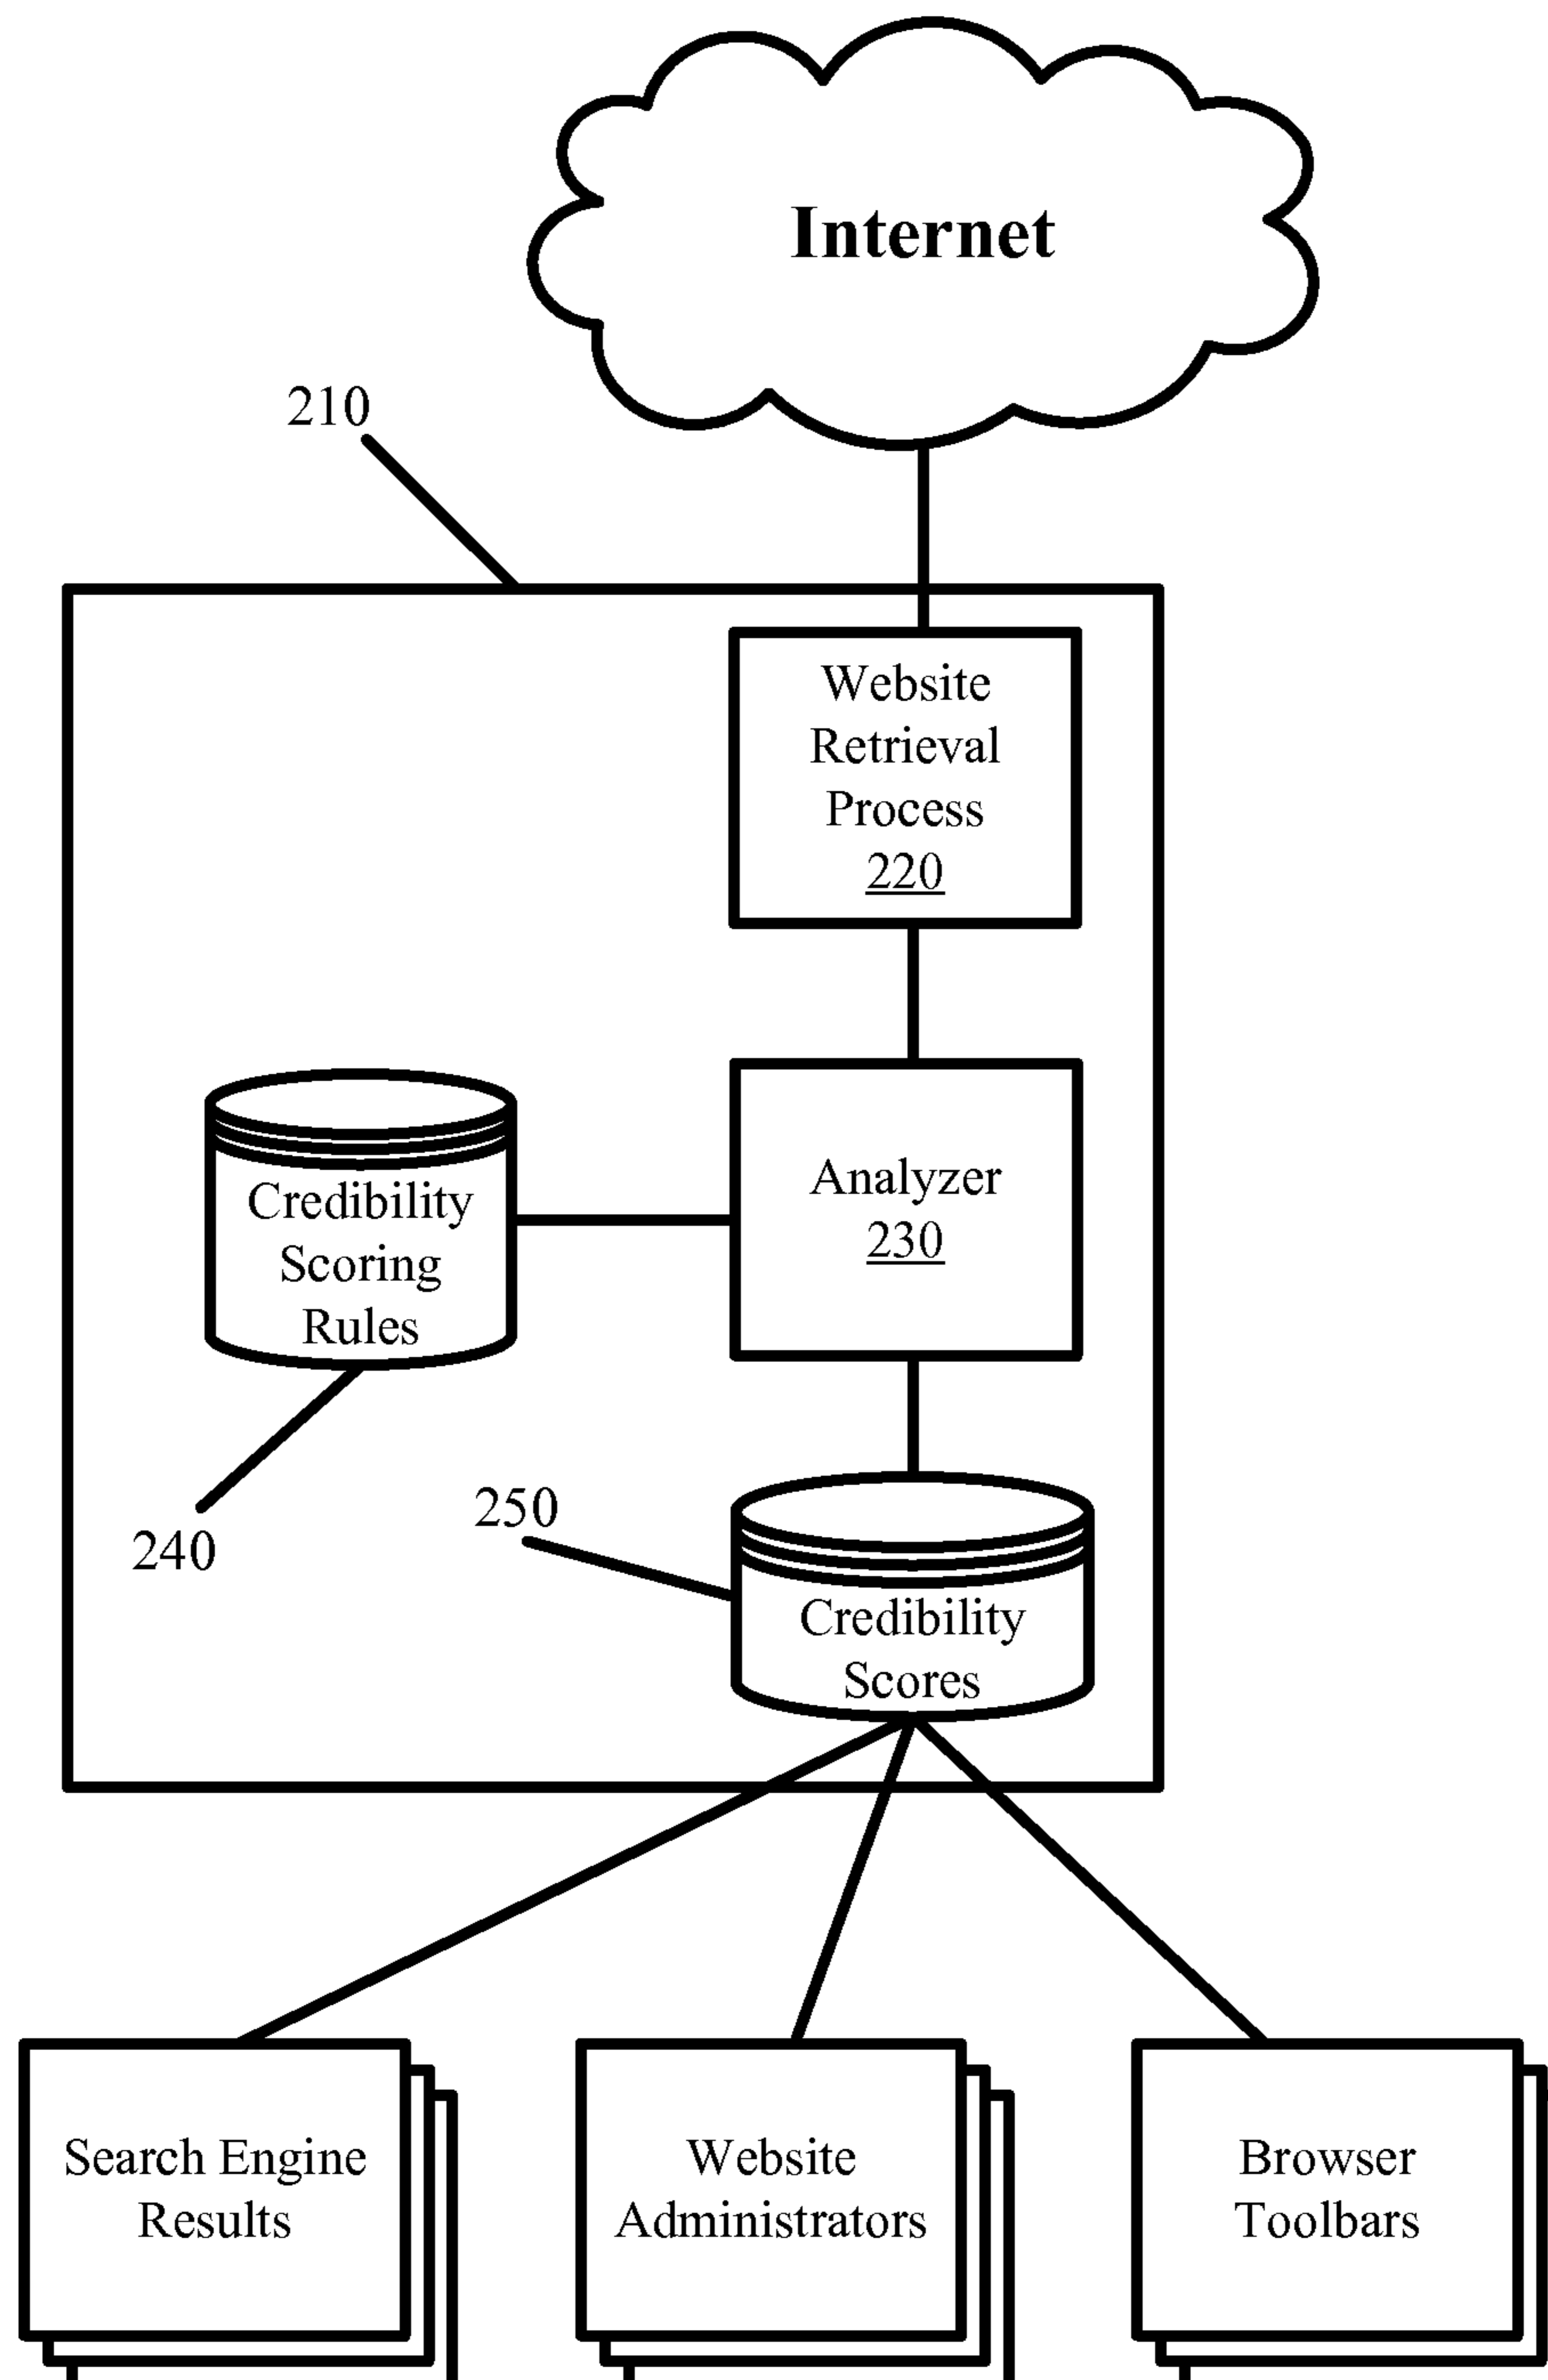 Internet
210
Website
Retrieval
Process
220
Analyzer
230
Credibility
Scoring
Rules
240
250
Credibility
Scores
Search Engine
Results
Website
Administrators
Browser
Toolbars